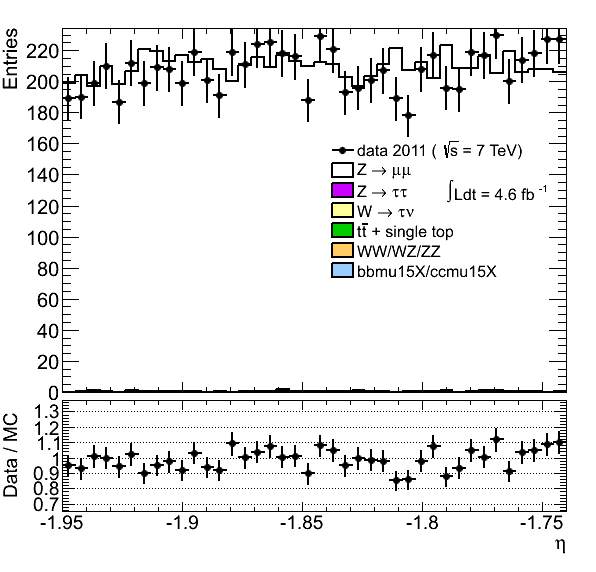 Entries
220
200
180
160
140
120
100
80
60
40
20
0
data 2011 ( √s = 7 TeV)
Z → μμ
Z → ττ
∫Ldt = 4.6 fb⁻¹
W → τν
tt̄ + single top
WW/WZ/ZZ
bbmu15X/ccmu15X
Data / MC
1.3
1.2
1.1
1
0.9
0.8
0.7
-1.95 -1.9 -1.85 -1.8 -1.75
η